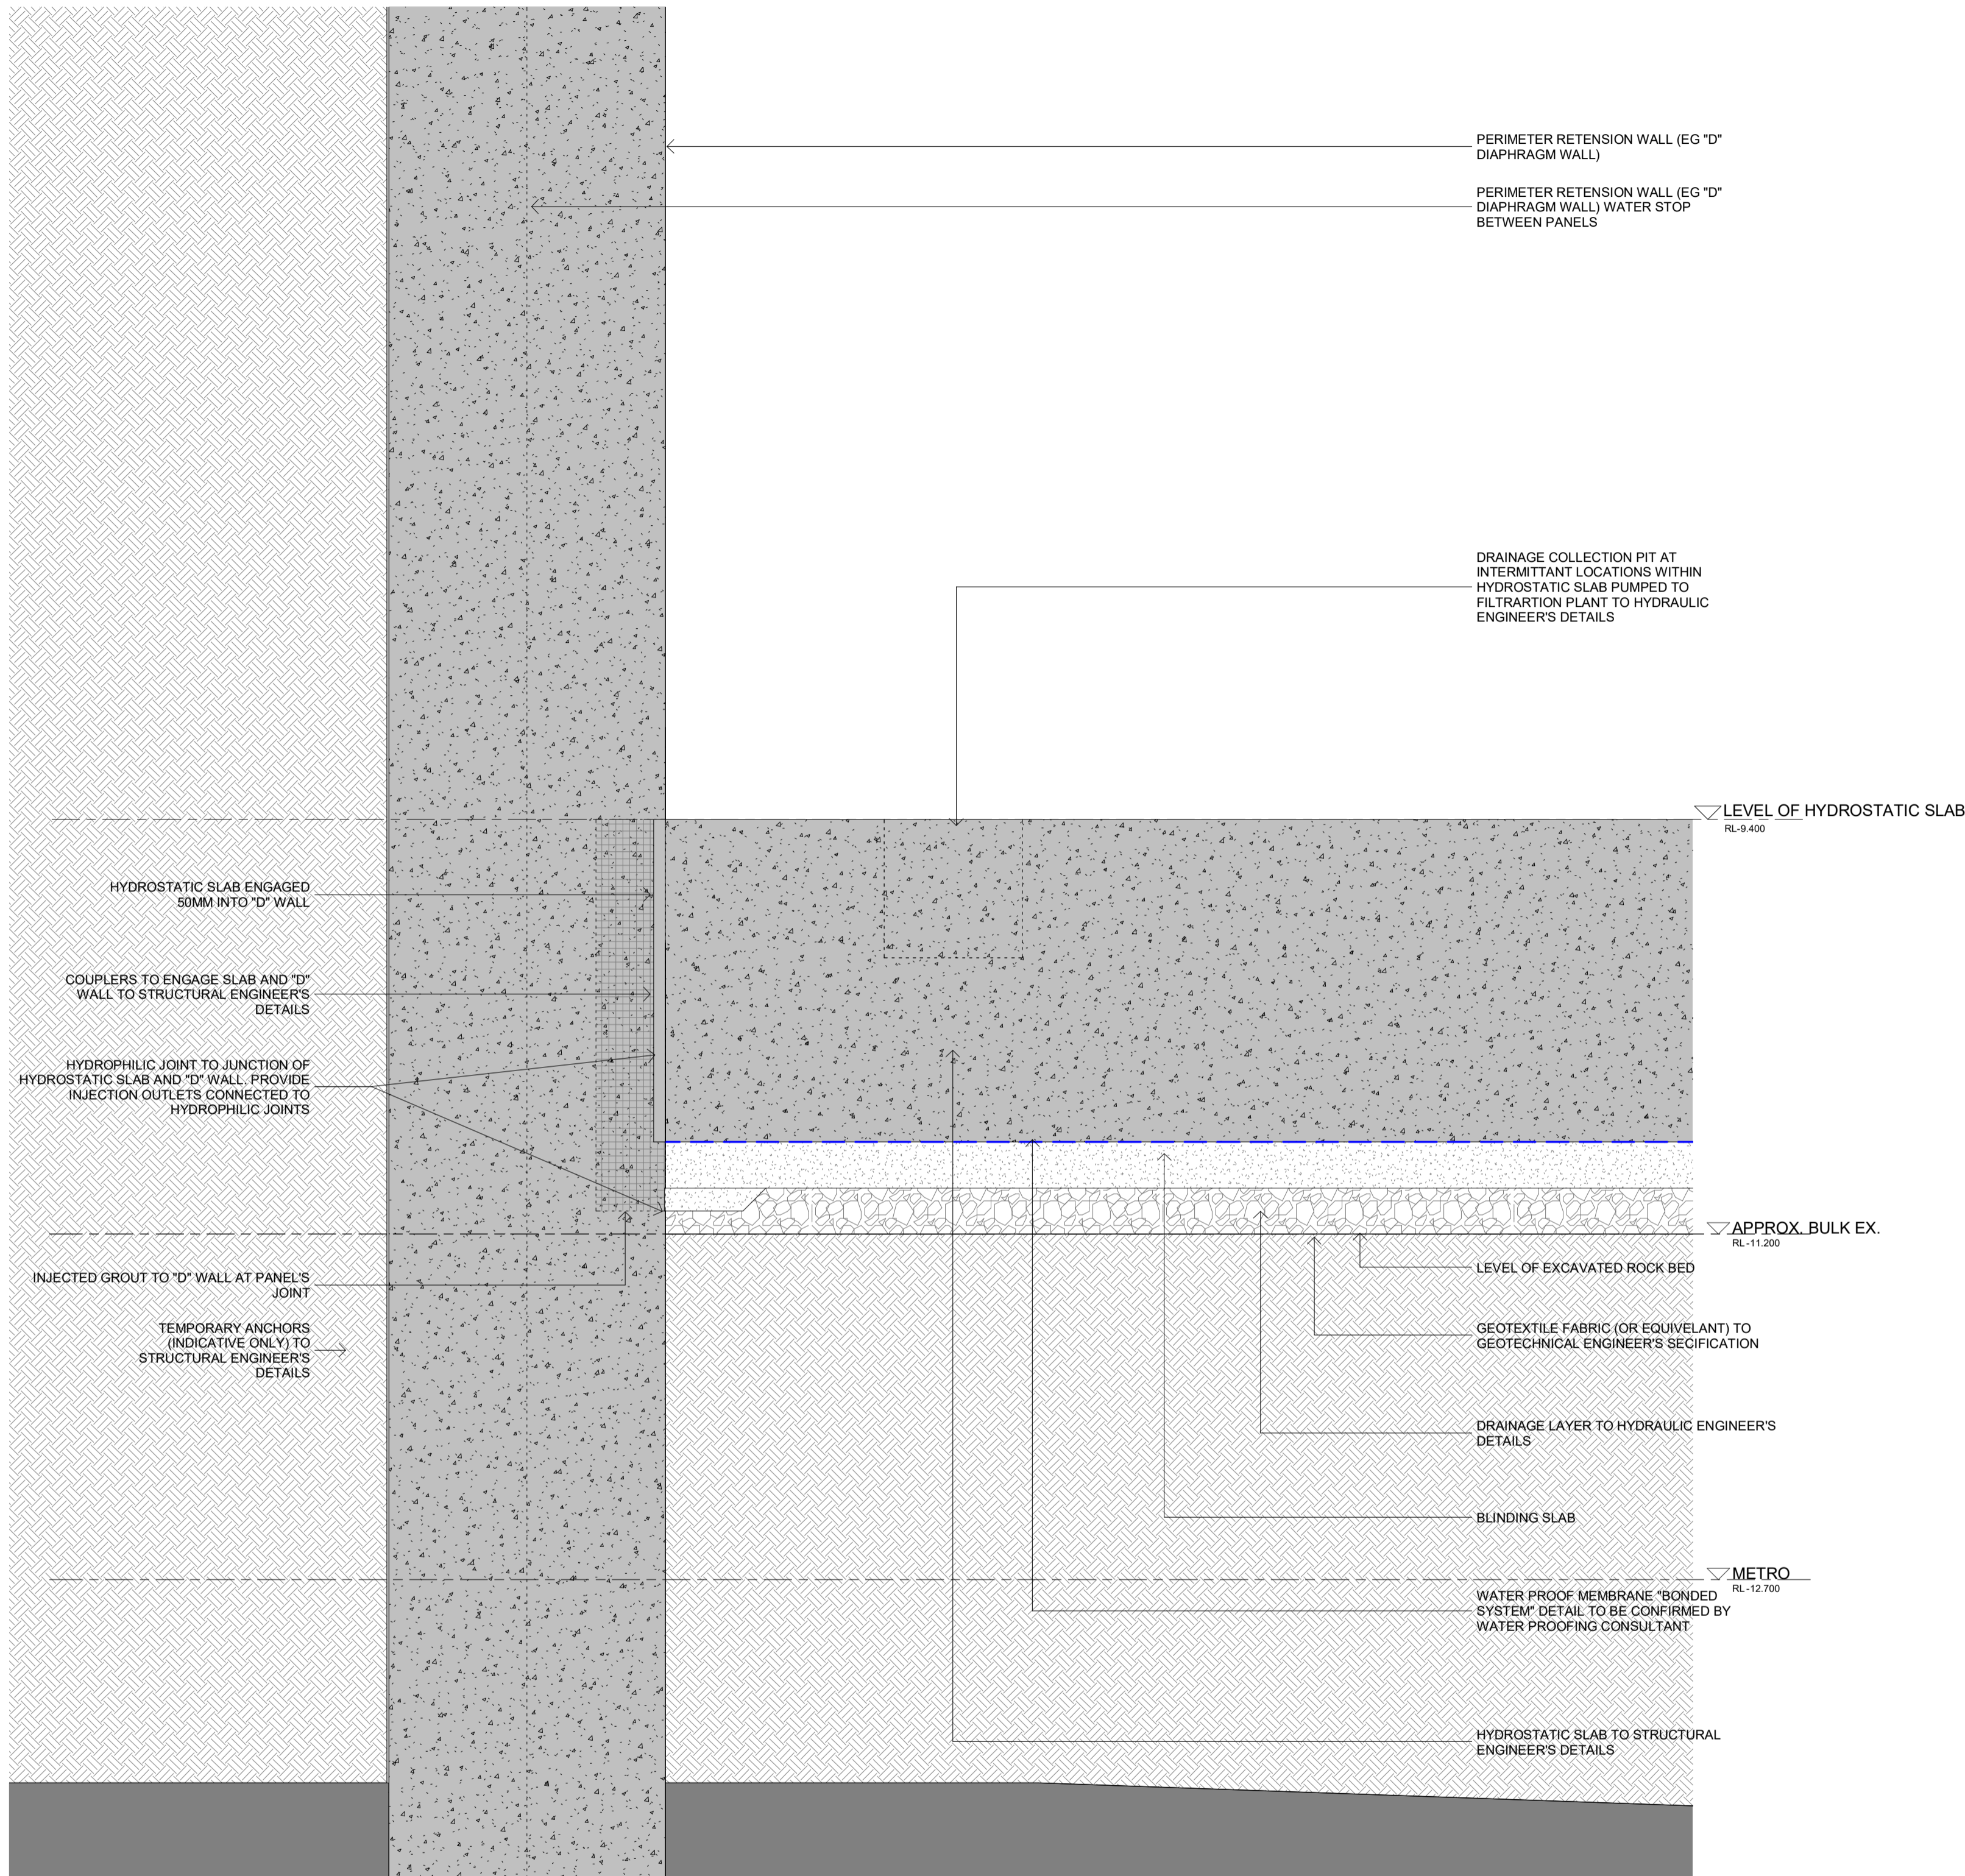 PERIMETER RETENSION WALL (EG "D"
DIAPHRAGM WALL)
PERIMETER RETENSION WALL (EG "D"
DIAPHRAGM WALL) WATER STOP
BETWEEN PANELS
DRAINAGE COLLECTION PIT AT
INTERMITTANT LOCATIONS WITHIN
HYDROSTATIC SLAB PUMPED TO
FILTRARTION PLANT TO HYDRAULIC
ENGINEER'S DETAILS
LEVEL OF HYDROSTATIC SLAB
RL-9.400
HYDROSTATIC SLAB ENGAGED
50MM INTO "D" WALL
COUPLERS TO ENGAGE SLAB AND "D"
WALL TO STRUCTURAL ENGINEER'S
DETAILS
HYDROPHILIC JOINT TO JUNCTION OF
HYDROSTATIC SLAB AND "D" WALL. PROVIDE
INJECTION OUTLETS CONNECTED TO
HYDROPHILIC JOINTS
INJECTED GROUT TO "D" WALL AT PANEL'S
JOINT
TEMPORARY ANCHORS
(INDICATIVE ONLY) TO
STRUCTURAL ENGINEER'S
DETAILS
APPROX. BULK EX.
RL-11.200
LEVEL OF EXCAVATED ROCK BED
GEOTEXTILE FABRIC (OR EQUIVELANT) TO
GEOTECHNICAL ENGINEER'S SECIFICATION
DRAINAGE LAYER TO HYDRAULIC ENGINEER'S
DETAILS
BLINDING SLAB
METRO
RL-12.700
WATER PROOF MEMBRANE "BONDED
SYSTEM" DETAIL TO BE CONFIRMED BY
WATER PROOFING CONSULTANT
HYDROSTATIC SLAB TO STRUCTURAL
ENGINEER'S DETAILS